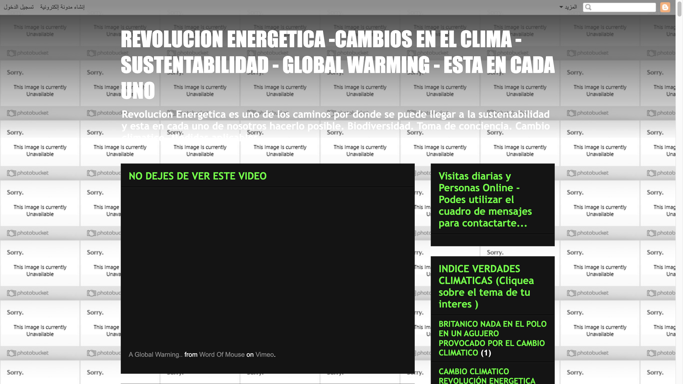 إنشاء مدونة إلكترونية تسجيل الدخول
المزيد
REVOLUCION ENERGETICA -CAMBIOS EN EL CLIMA -
SUSTENTABILIDAD - GLOBAL WARMING - ESTA EN CADA
UNO
Revolucion Energetica es uno de los caminos por donde se puede llegar a la sustentabilidad
y esta en cada uno de nosotros hacerlo posible. Biodiversidad. Toma de conciencia. Cambio
NO DEJES DE VER ESTE VIDEO
A Global Warming.. from Word Of Mouse on Vimeo.
Visitas diarias y
Personas Online -
Podes utilizar el
cuadro de mensajes
para contactarte...
INDICE VERDADES
CLIMATICAS (Cliquea
sobre el tema de tu
interes )
BRITANICO NADA EN EL POLO
EN UN AGUJERO
PROVOCADO POR EL CAMBIO
CLIMATICO (1)
CAMBIO CLIMATICO
REVOLUCIÓN ENERGETICA
Sorry.
This Image is currently
Unavailable
photobucket